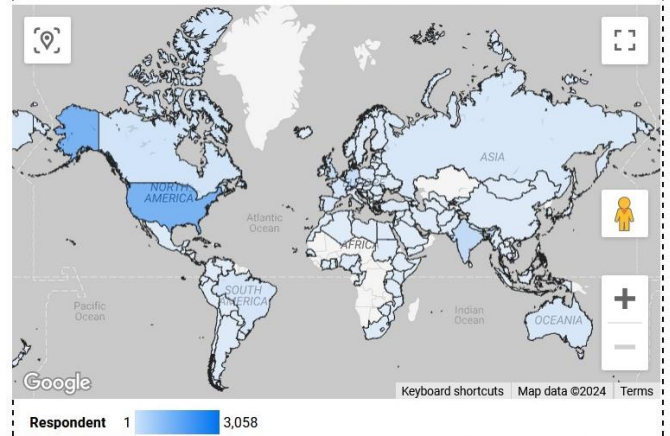 ASIA
NORTH
AMERICA
Atlantic
Ocean
AFRICA
SOUTH
AMERICA
Pacific
Ocean
Indian
Ocean
OCEANIA
Google
Keyboard shortcuts
Map data ©2024
Terms
Respondent 1 3,058